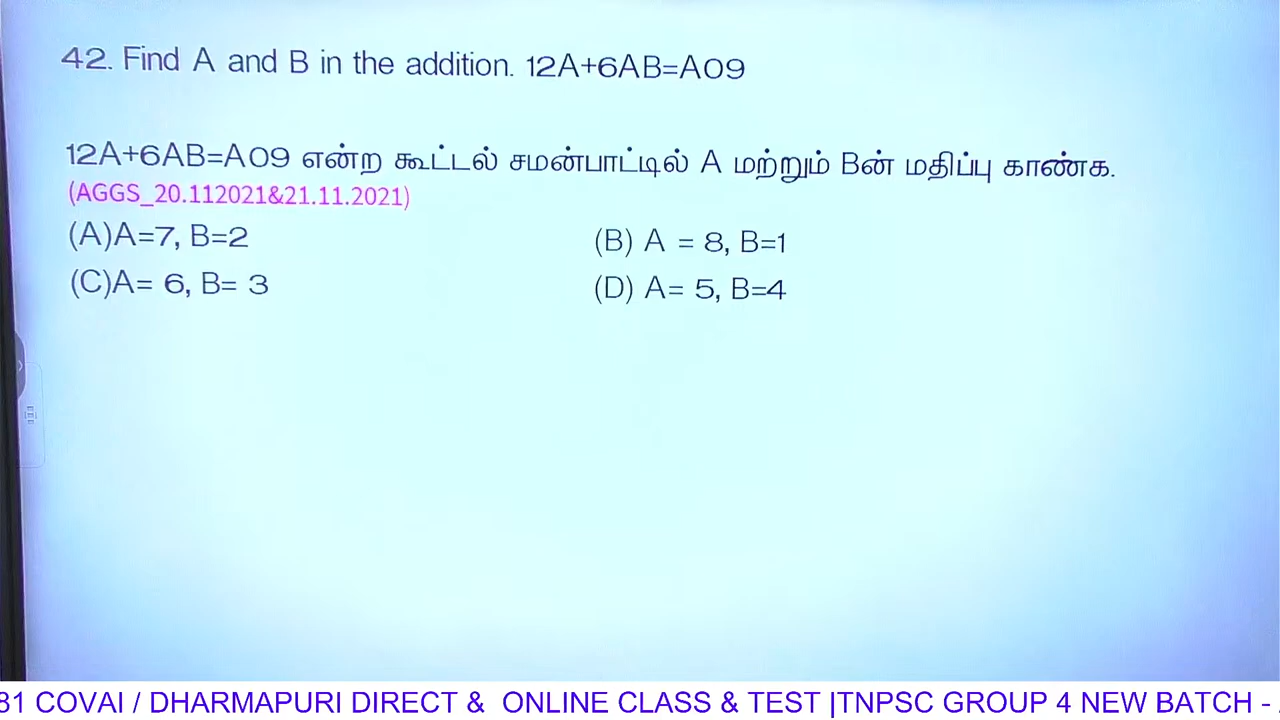 42. Find A and B in the addition. 12A+6AB=A09
12A+6AB=A09 என்ற கூட்டல் சமன்பாட்டில் A மற்றும் Bன் மதிப்பு காண்க.
(AGGS_20.112021&21.11.2021)
(A)A=7, B=2 (B) A = 8, B=1
(C)A= 6, B= 3 (D) A= 5, B=4
81 COVAI / DHARMAPURI DIRECT & ONLINE CLASS & TEST |TNPSC GROUP 4 NEW BATCH -